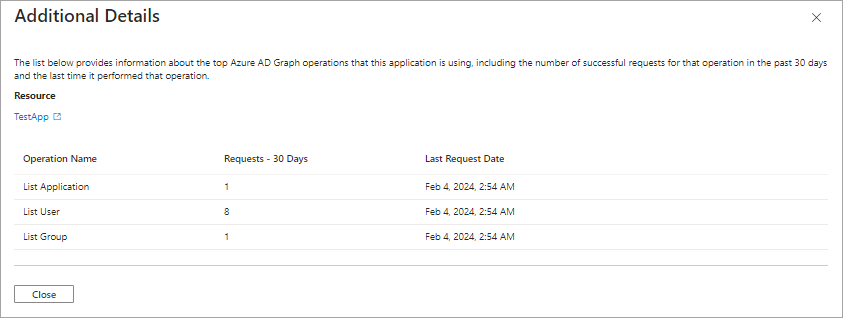 Additional Details
The list below provides information about the top Azure AD Graph operations that this application is using, including the number of successful requests for that operation in the past 30 days
and the last time it performed that operation.
Resource
TestApp
Operation Name Requests - 30 Days Last Request Date
List Application 1 Feb 4, 2024, 2:54 AM
List User 8 Feb 4, 2024, 2:54 AM
List Group 1 Feb 4, 2024, 2:54 AM
Close